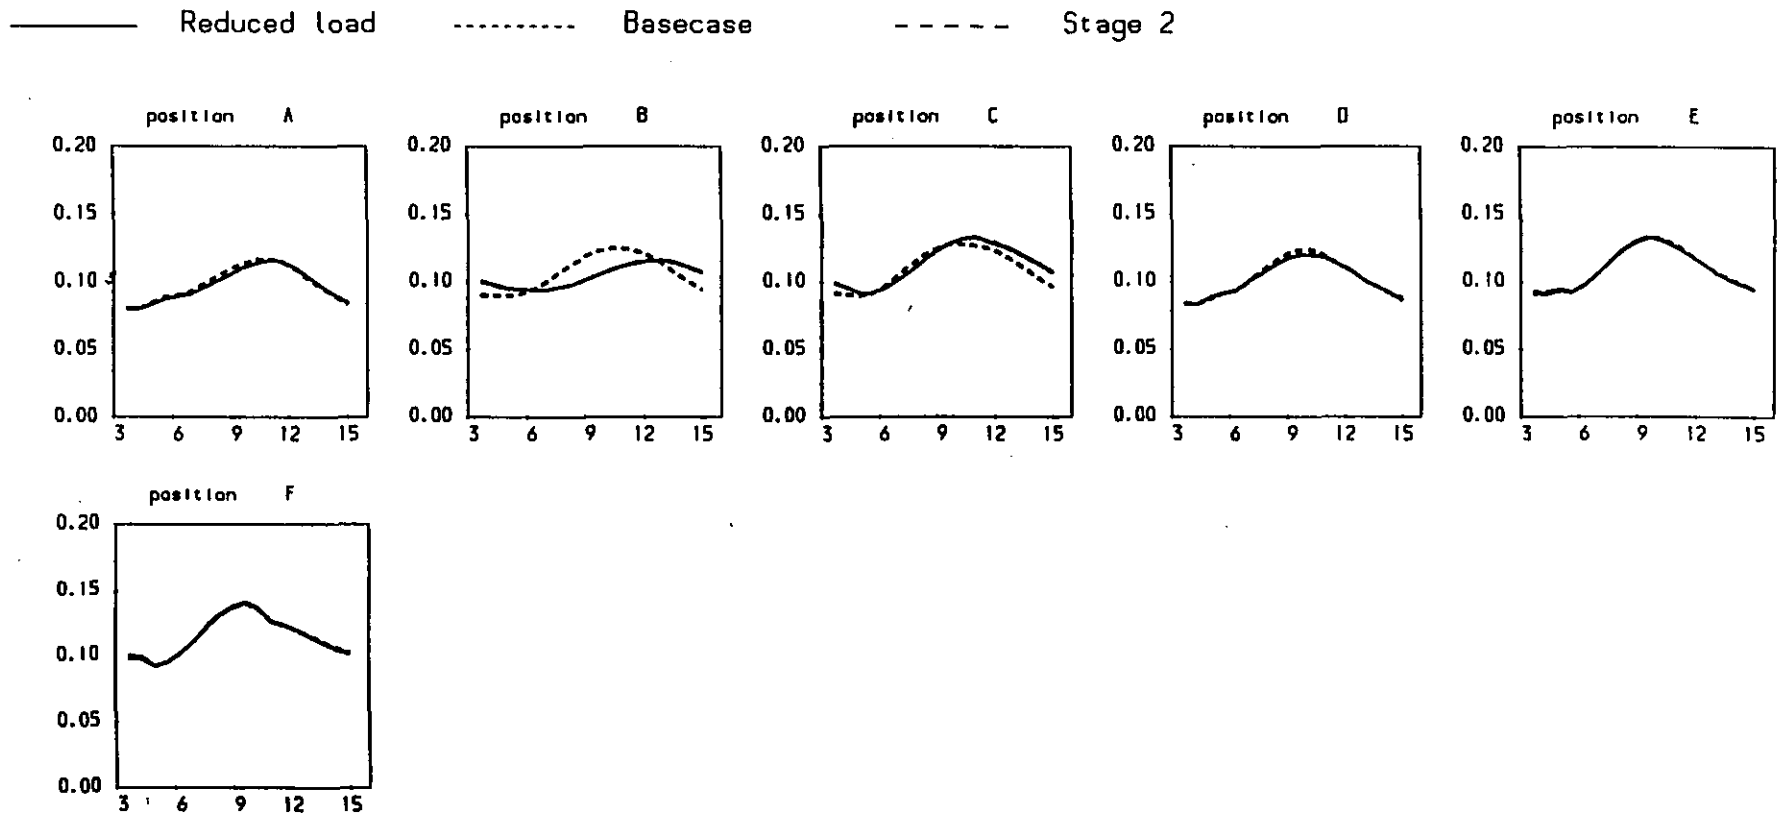 Reduced load Basecase Stage 2
position A position B position C position D position E
0.20 0.20 0.20 0.20 0.20
0.15 0.15 0.15 0.15 0.15
0.10 0.10 0.10 0.10 0.10
0.05 0.05 0.05 0.05 0.05
0.00 0.00 0.00 0.00 0.00
3 6 9 12 15 3 6 9 12 15 3 6 9 12 15 3 6 9 12 15 3 6 9 12 15
position F
0.20
0.15
0.10
0.05
0.00
3 6 9 12 15